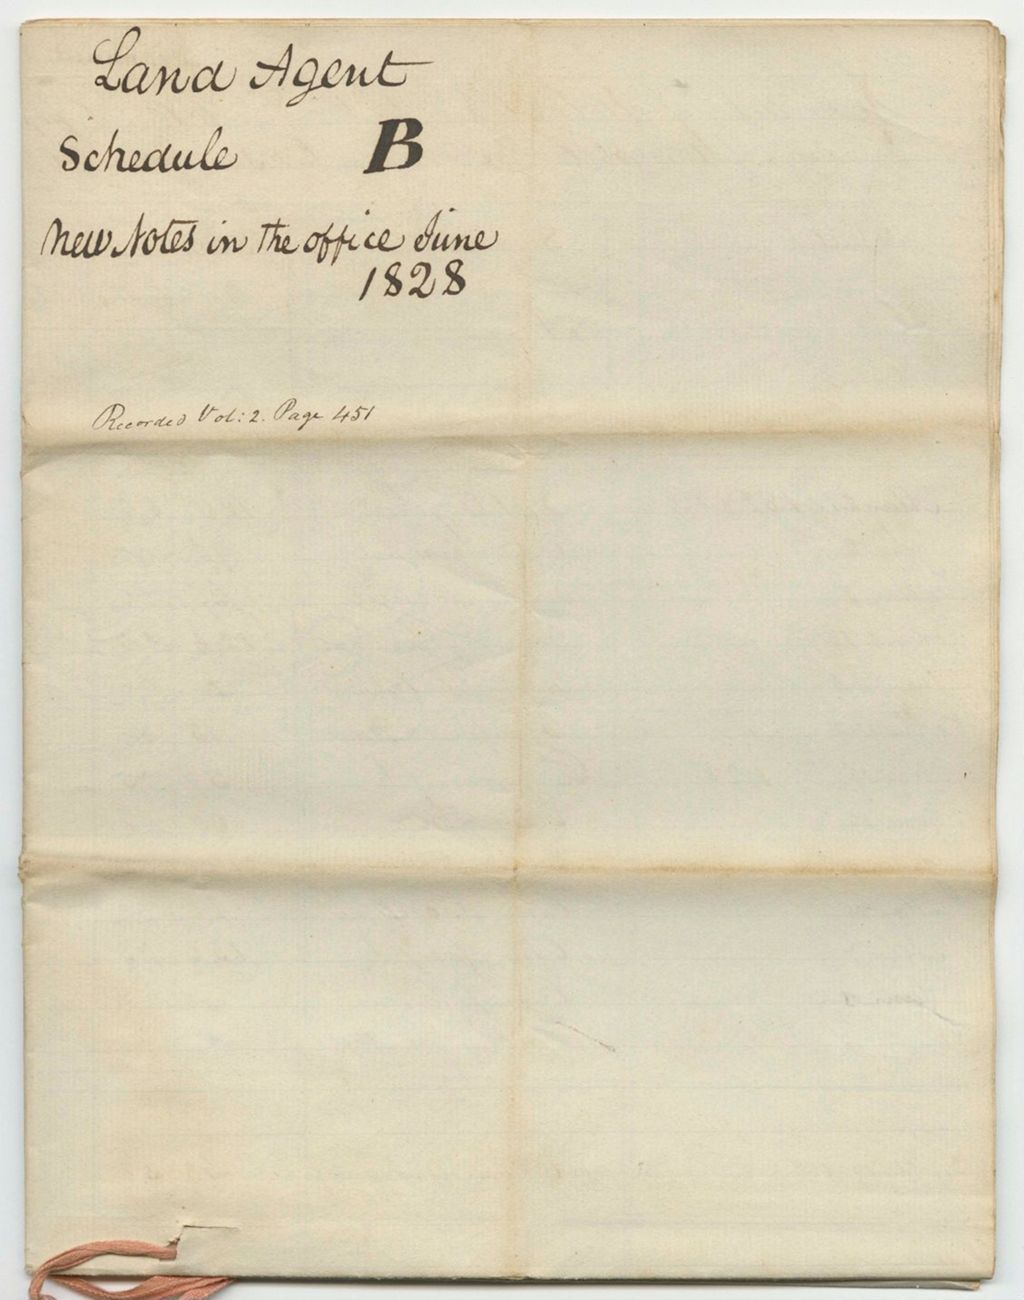 Land Agent
Schedule B
New Notes in the office June
1828
Recorded Vol: 2. Page 451